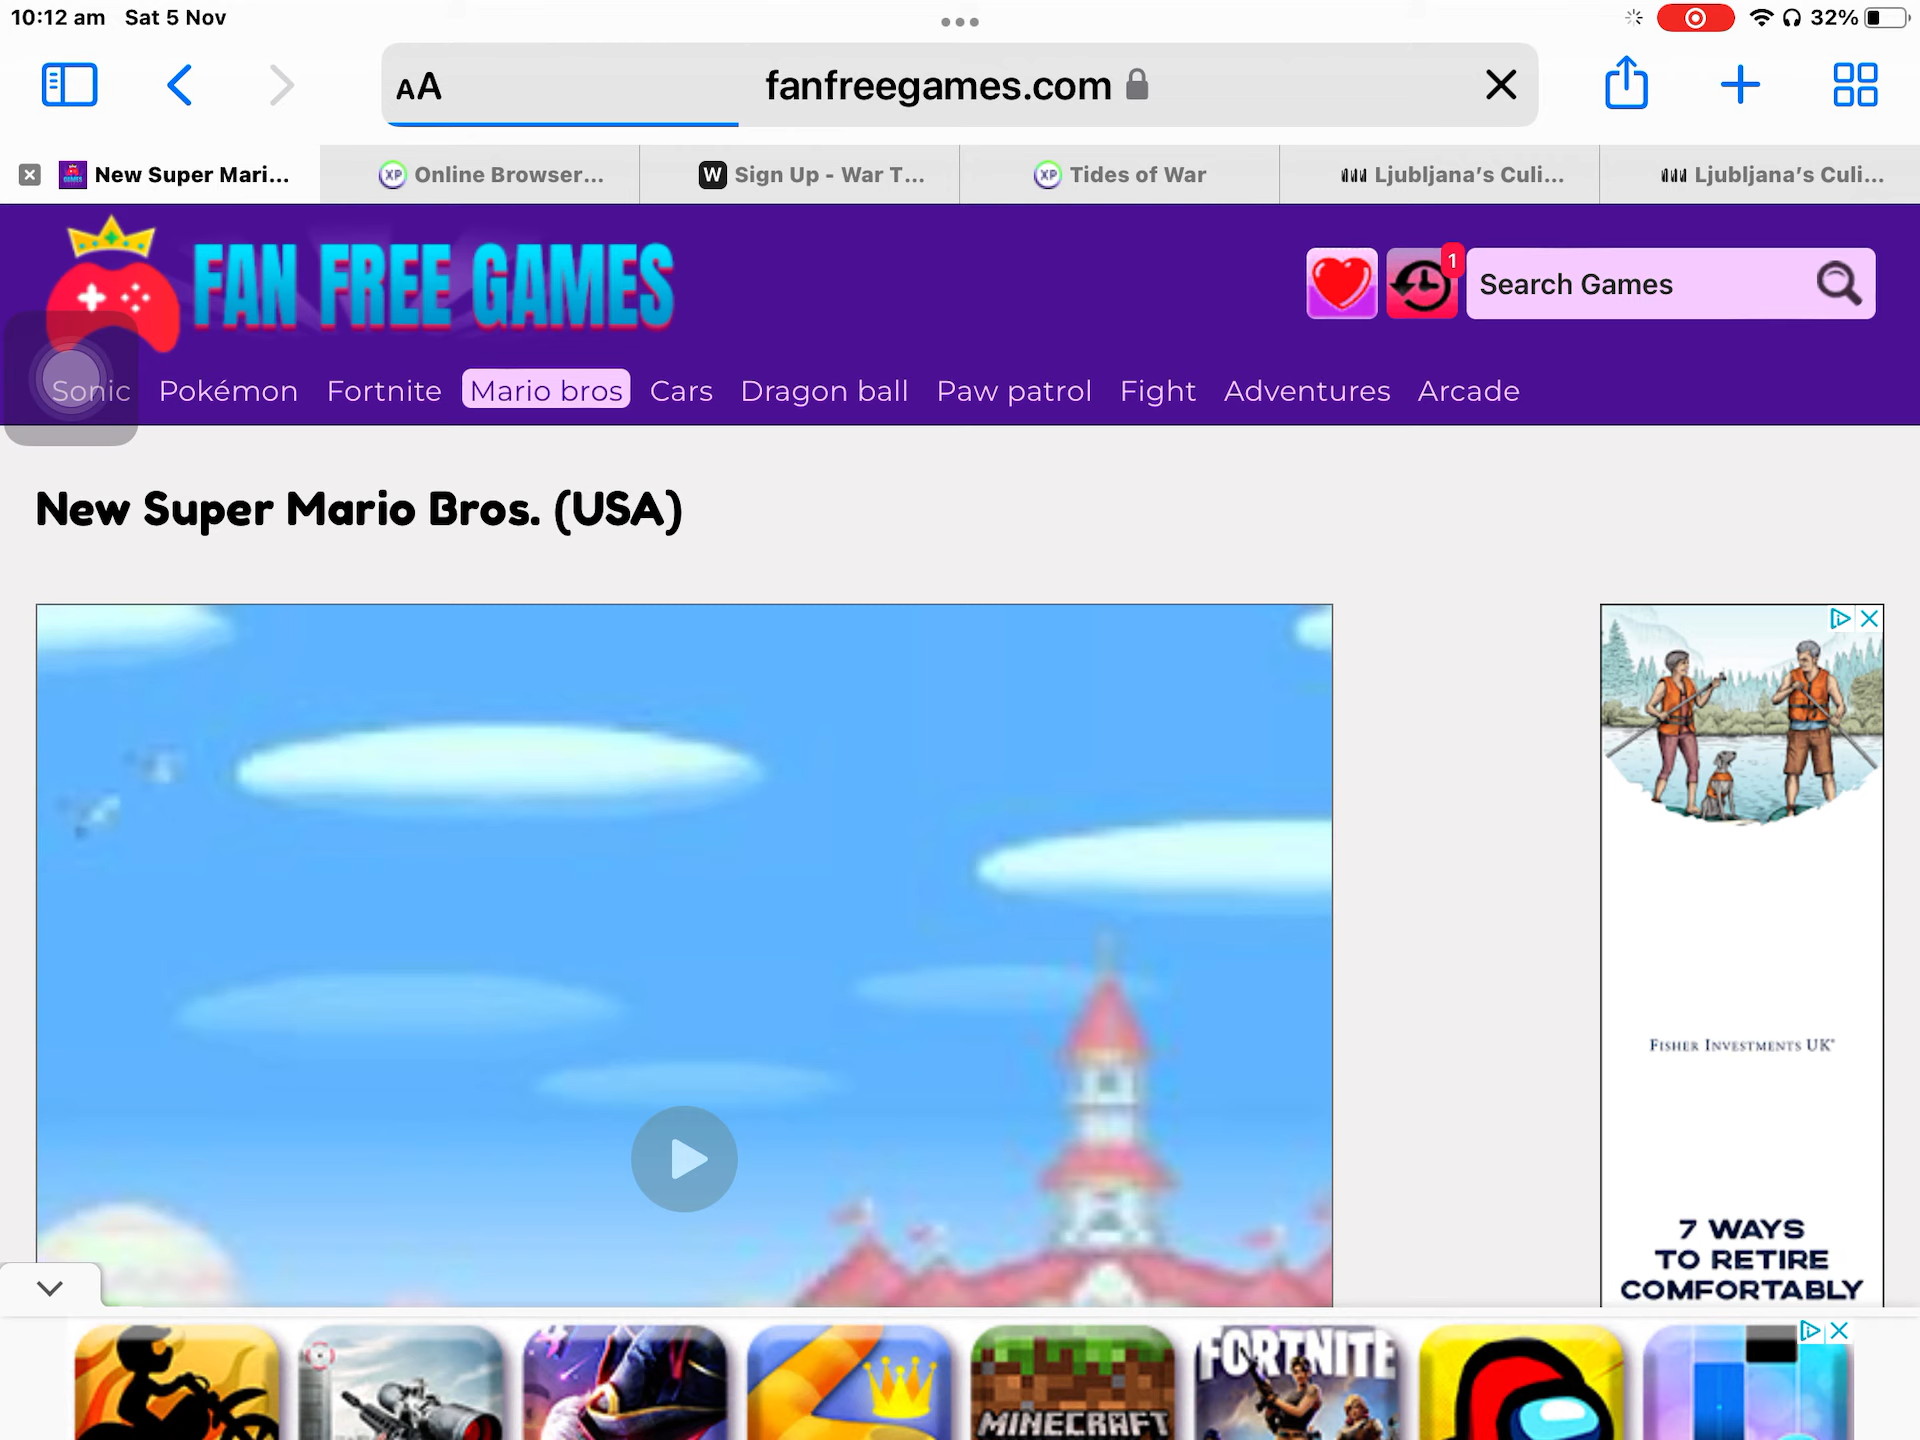 10:12 am Sat 5 Nov
32%
AA fanfreegames.com
New Super Mari...
XP Online Browser...
W Sign Up - War T...
XP Tides of War
Ljubljana's Culi...
Ljubljana's Culi...
FAN FREE GAMES
1
Search Games
Sonic Pokémon Fortnite Mario bros Cars Dragon ball Paw patrol Fight Adventures Arcade
New Super Mario Bros. (USA)
FISHER INVESTMENTS UK®
7 WAYS
TO RETIRE
COMFORTABLY
MINECRAFT
FORTNITE